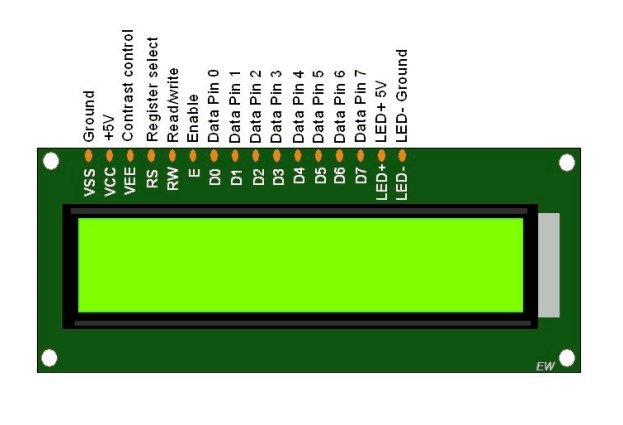 Ground
+5V
Contrast control
Register select
Read/write
Enable
Data Pin 0
Data Pin 1
Data Pin 2
Data Pin 3
Data Pin 4
Data Pin 5
Data Pin 6
Data Pin 7
LED+ 5V
LED- Ground
VSS
VCC
VEE
RS
RW
E
D0
D1
D2
D3
D4
D5
D6
D7
LED+
LED-
EW